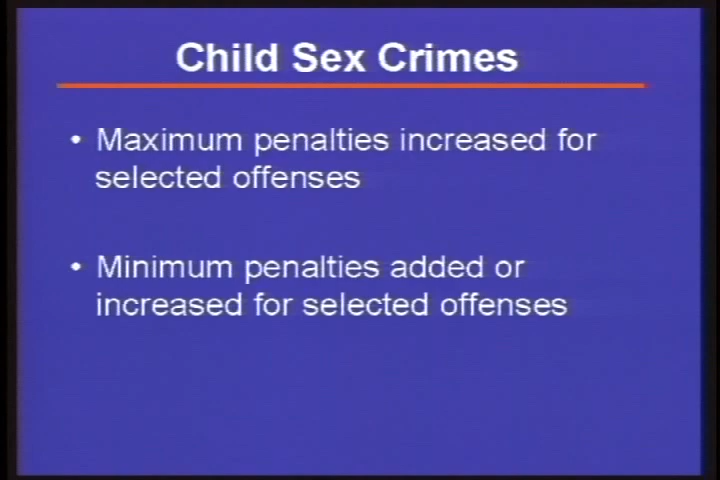 Child Sex Crimes
• Maximum penalties increased for
selected offenses
• Minimum penalties added or
increased for selected offenses